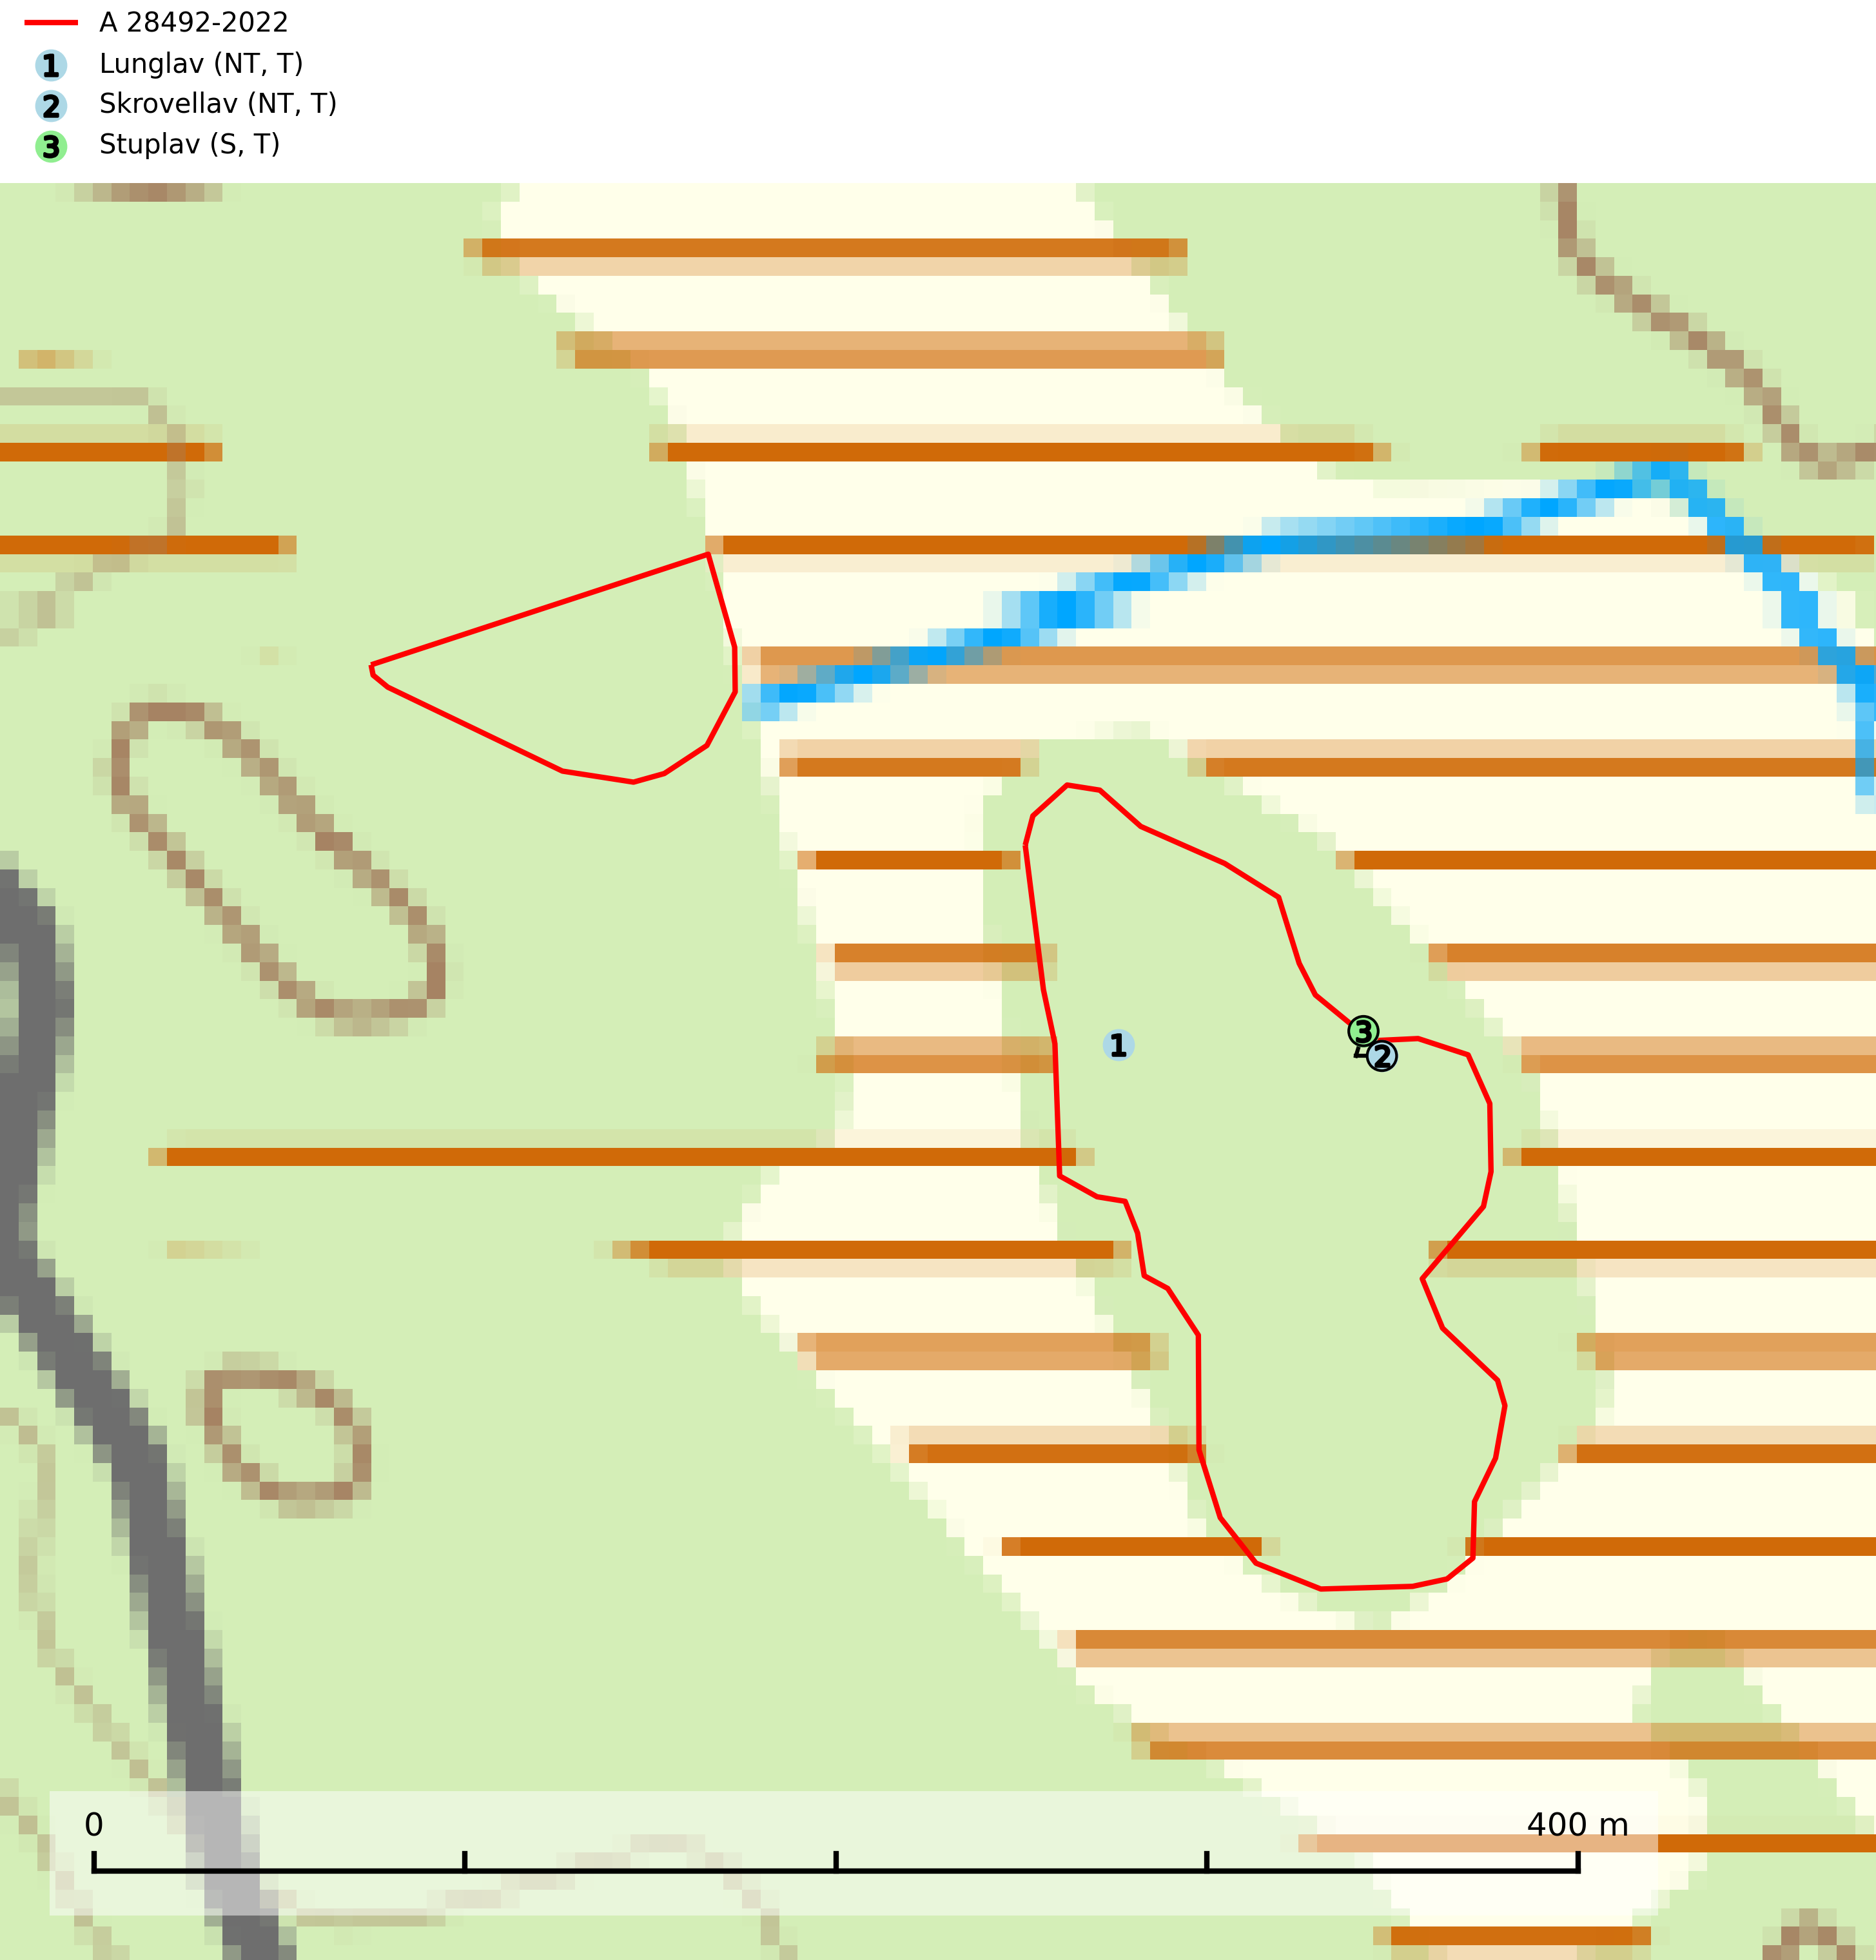 A 28492-2022
1 Lunglav (NT, T)
2 Skrovellav (NT, T)
3 Stuplav (S, T)
3
1
2
0 400 m